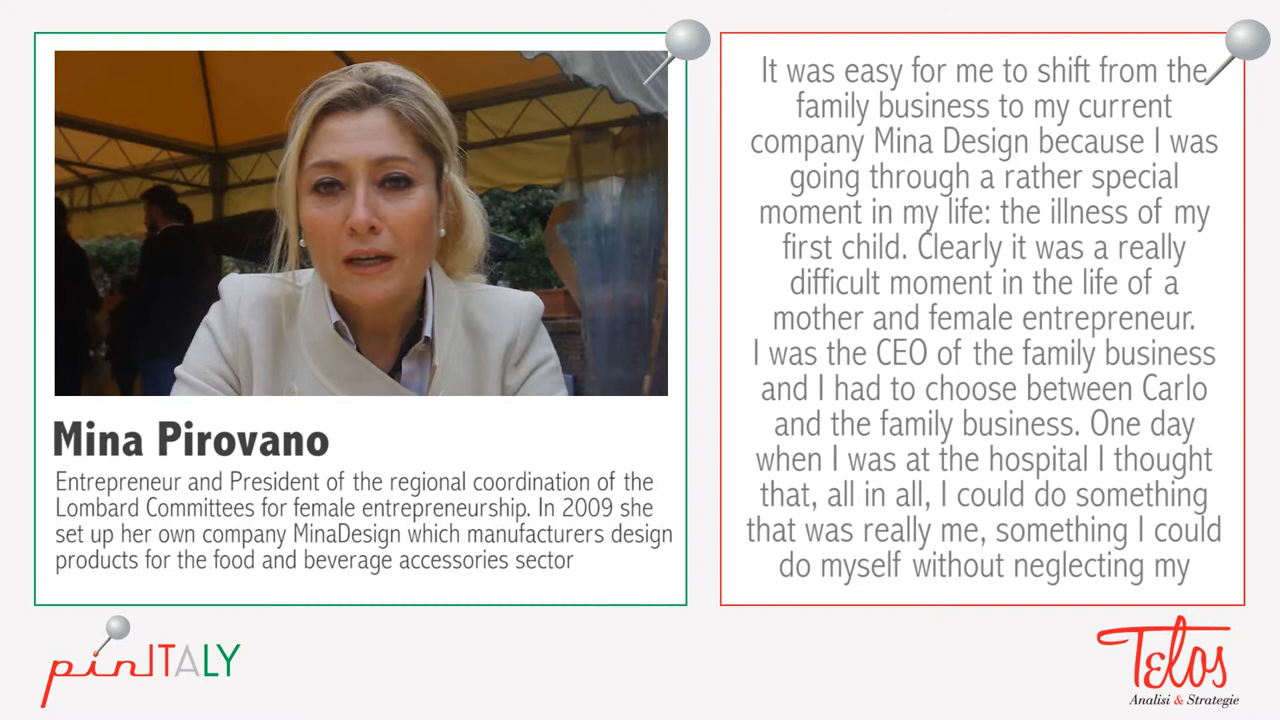 Mina Pirovano
Entrepreneur and President of the regional coordination of the
Lombard Committees for female entrepreneurship. In 2009 she
set up her own company MinaDesign which manufacturers design
products for the food and beverage accessories sector
It was easy for me to shift from the
family business to my current
company Mina Design because I was
going through a rather special
moment in my life: the illness of my
first child. Clearly it was a really
difficult moment in the life of a
mother and female entrepreneur.
I was the CEO of the family business
and I had to choose between Carlo
and the family business. One day
when I was at the hospital I thought
that, all in all, I could do something
that was really me, something I could
do myself without neglecting my
pinITALY
Telos
Analisi & Strategie